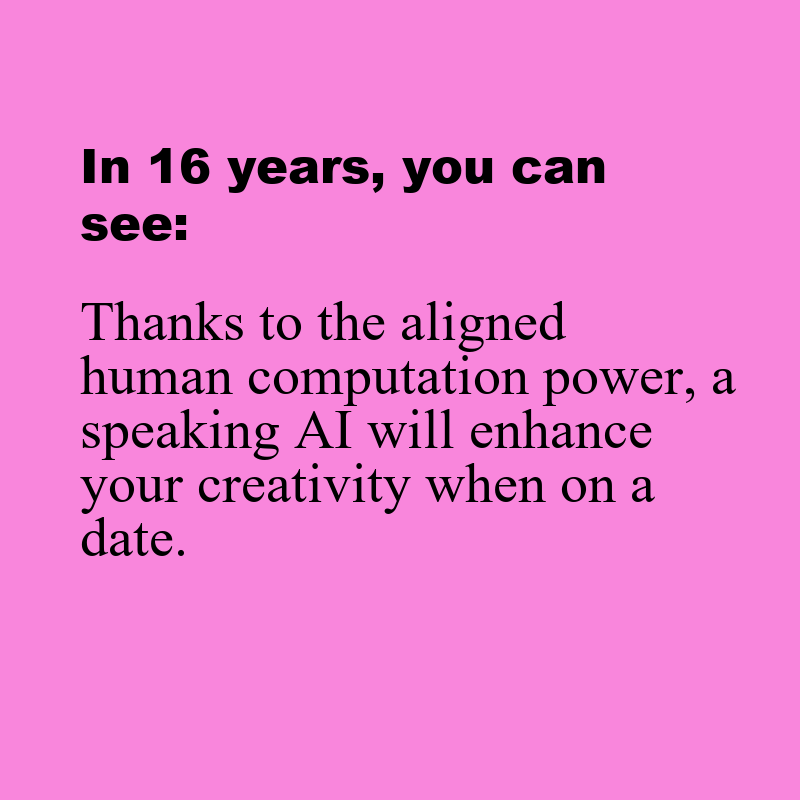 In 16 years, you can
see:
Thanks to the aligned
human computation power, a
speaking AI will enhance
your creativity when on a
date.